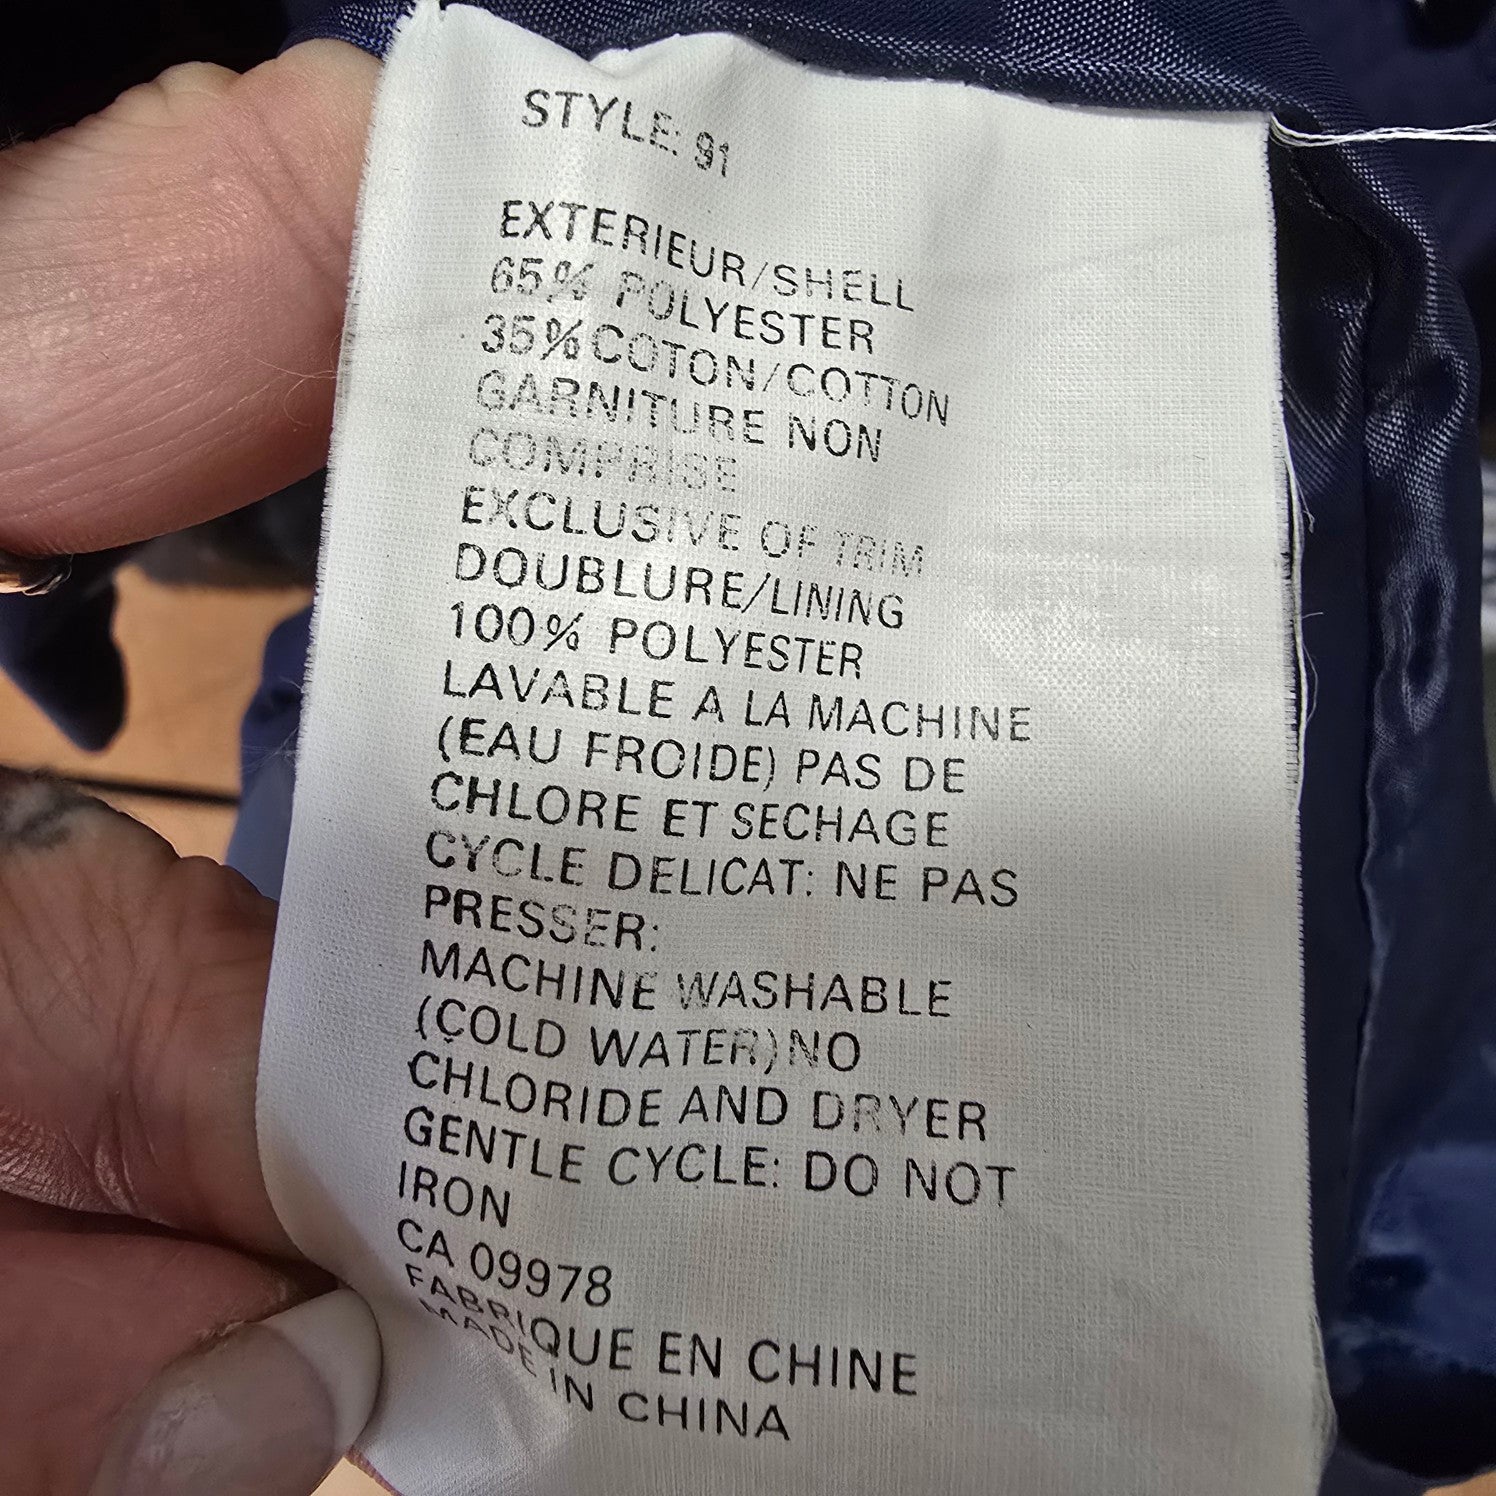 STYLE: 91
EXTERIEUR/SHELL
65% POLYESTER
35% COTON/COTTON
GARNITURE NON
COMPRISE
EXCLUSIVE OF TRIM
DOUBLURE/LINING
100% POLYESTER
LAVABLE A LA MACHINE
(EAU FROIDE) PAS DE
CHLORE ET SECHAGE
CYCLE DELICAT: NE PAS
PRESSER:
MACHINE WASHABLE
(COLD WATER) NO
CHLORIDE AND DRYER
GENTLE CYCLE: DO NOT
IRON
CA 09978
FABRIQUE EN CHINE
MADE IN CHINA